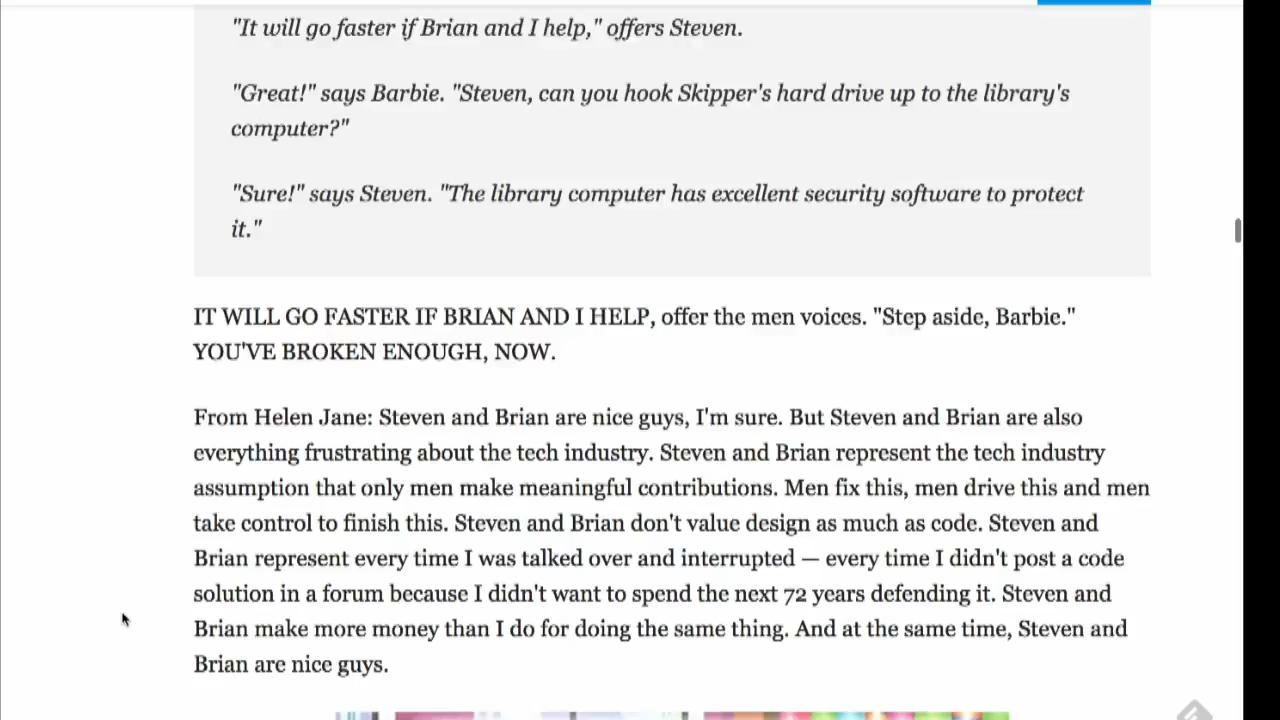 "It will go faster if Brian and I help," offers Steven.
"Great!" says Barbie. "Steven, can you hook Skipper's hard drive up to the library's
computer?"
"Sure!" says Steven. "The library computer has excellent security software to protect
it."
IT WILL GO FASTER IF BRIAN AND I HELP, offer the men voices. "Step aside, Barbie."
YOU'VE BROKEN ENOUGH, NOW.
From Helen Jane: Steven and Brian are nice guys, I'm sure. But Steven and Brian are also
everything frustrating about the tech industry. Steven and Brian represent the tech industry
assumption that only men make meaningful contributions. Men fix this, men drive this and men
take control to finish this. Steven and Brian don't value design as much as code. Steven and
Brian represent every time I was talked over and interrupted — every time I didn't post a code
solution in a forum because I didn't want to spend the next 72 years defending it. Steven and
Brian make more money than I do for doing the same thing. And at the same time, Steven and
Brian are nice guys.